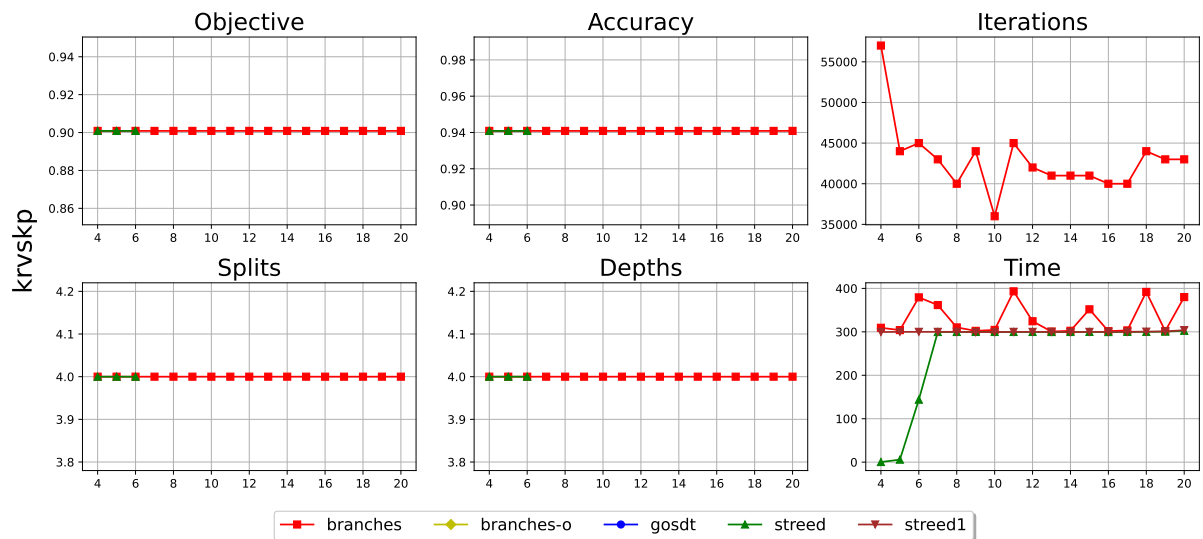 Objective
Accuracy
Iterations
0.94
0.92
0.90
0.88
0.86
4 6 8 10 12 14 16 18 20
0.98
0.96
0.94
0.92
0.90
4 6 8 10 12 14 16 18 20
55000
50000
45000
40000
35000
4 6 8 10 12 14 16 18 20
krvskp
Splits
Depths
Time
4.2
4.1
4.0
3.9
3.8
4 6 8 10 12 14 16 18 20
4.2
4.1
4.0
3.9
3.8
4 6 8 10 12 14 16 18 20
400
300
200
100
0
4 6 8 10 12 14 16 18 20
branches branches-o gosdt streed streed1